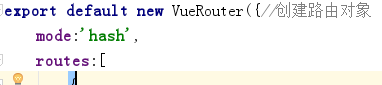 export default new VueRouter({//创建路由对象
mode:'hash',
routes:[
{